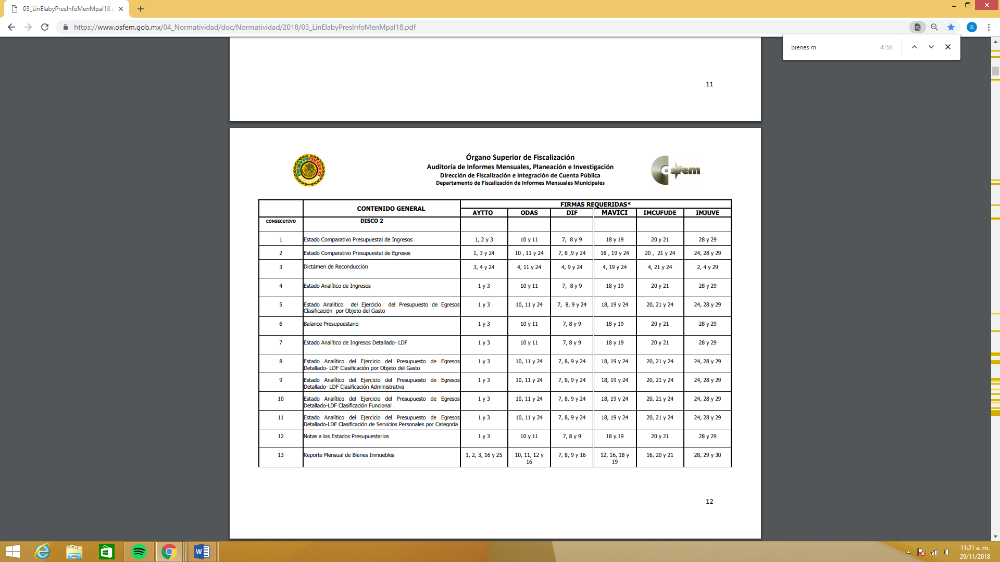 03_LinElabyPresInfoMenMpal18.p
https://www.osfem.gob.mx/04_Normatividad/doc/Normatividad/2018/03_LinElabyPresInfoMenMpal18.pdf
S
bienes m 4/58
11
Órgano Superior de Fiscalización
Auditoría de Informes Mensuales, Planeación e Investigación
Dirección de Fiscalización e Integración de Cuenta Pública
Departamento de Fiscalización de Informes Mensuales Municipales
osfem
CONTENIDO GENERAL FIRMAS REQUERIDAS*
AYTTO ODAS DIF MAVICI IMCUFUDE IMJUVE
CONSECUTIVO DISCO 2
1 Estado Comparativo Presupuestal de Ingresos 1, 2 y 3 10 y 11 7, 8 y 9 18 y 19 20 y 21 28 y 29
2 Estado Comparativo Presupuestal de Egresos 1, 3 y 24 10 , 11 y 24 7, 8 ,9 y 24 18 , 19 y 24 20 , 21 y 24 24, 28 y 29
3 Dictámen de Reconducción 3, 4 y 24 4, 11 y 24 4, 9 y 24 4, 19 y 24 4, 21 y 24 2, 4 y 29
4 Estado Analítico de Ingresos 1 y 3 10 y 11 7, 8 y 9 18 y 19 20 y 21 28 y 29
5 Estado Analítico del Ejercicio del Presupuesto de Egresos 1 y 3 10, 11 y 24 7, 8, 9 y 24 18, 19 y 24 20, 21 y 24 24, 28 y 29
Clasificación por Objeto del Gasto
6 Balance Presupuestario 1 y 3 10 y 11 7, 8 y 9 18 y 19 20 y 21 28 y 29
7 Estado Analítico de Ingresos Detallado- LDF 1 y 3 10 y 11 7, 8 y 9 18 y 19 20 y 21 28 y 29
8 Estado Analítico del Ejercicio del Presupuesto de Egresos 1 y 3 10, 11 y 24 7, 8, 9 y 24 18, 19 y 24 20, 21 y 24 24, 28 y 29
Detallado- LDF Clasificación por Objeto del Gasto
9 Estado Analítico del Ejercicio del Presupuesto de Egresos 1 y 3 10, 11 y 24 7, 8, 9 y 24 18, 19 y 24 20, 21 y 24 24, 28 y 29
Detallado- LDF Clasificación Administrativa
10 Estado Analítico del Ejercicio del Presupuesto de Egresos 1 y 3 10, 11 y 24 7, 8, 9 y 24 18, 19 y 24 20, 21 y 24 24, 28 y 29
Detallado-LDF Clasificación Funcional
11 Estado Analítico del Ejercicio del Presupuesto de Egresos 1 y 3 10, 11 y 24 7, 8, 9 y 24 18, 19 y 24 20, 21 y 24 24, 28 y 29
Detallado-LDF Clasificación de Servicios Personales por Categoría
12 Notas a los Estados Presupuestarios 1 y 3 10 y 11 7, 8 y 9 18 y 19 20 y 21 28 y 29
13 Reporte Mensual de Bienes Inmuebles 1, 2, 3, 16 y 25 10, 11, 12 y 7, 8, 9 y 16 12, 16, 18 y 16, 20 y 21 28, 29 y 30
16 19
12
11:21 a. m.
29/11/2018